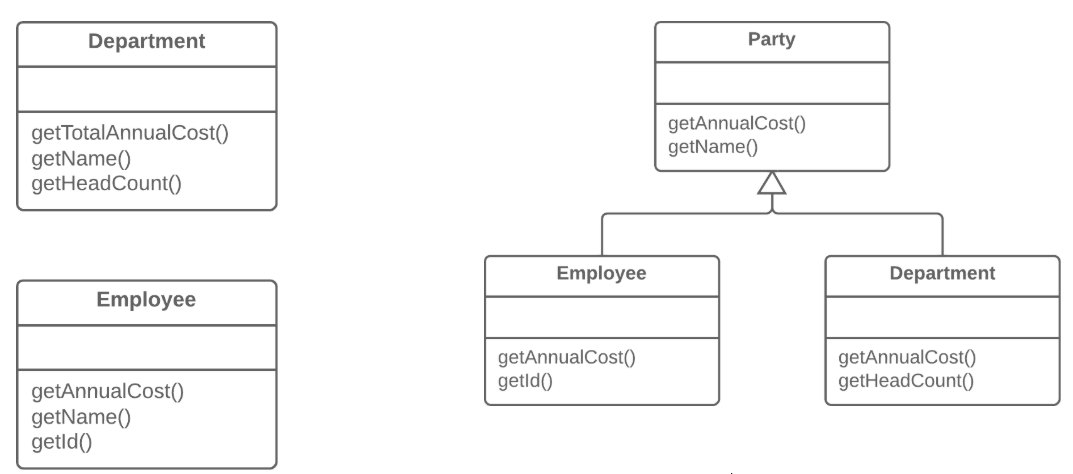 Department
getTotalAnnualCost()
getName()
getHeadCount()
Employee
getAnnualCost()
getName()
getId()
Party
getAnnualCost()
getName()
Employee
getAnnualCost()
getId()
Department
getAnnualCost()
getHeadCount()